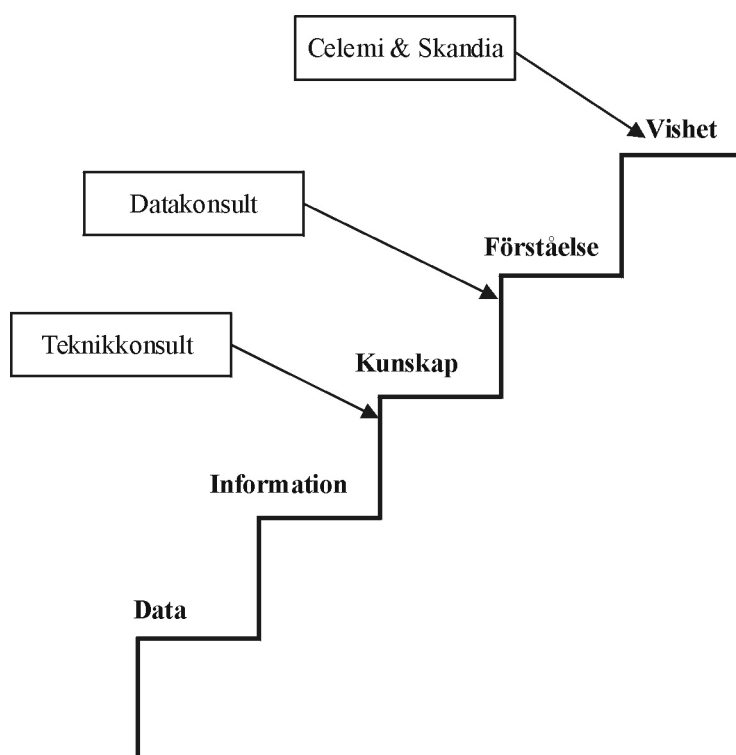 Celemi & Skandia
Vishet
Datakonsult
Förståelse
Teknikkonsult
Kunskap
Information
Data